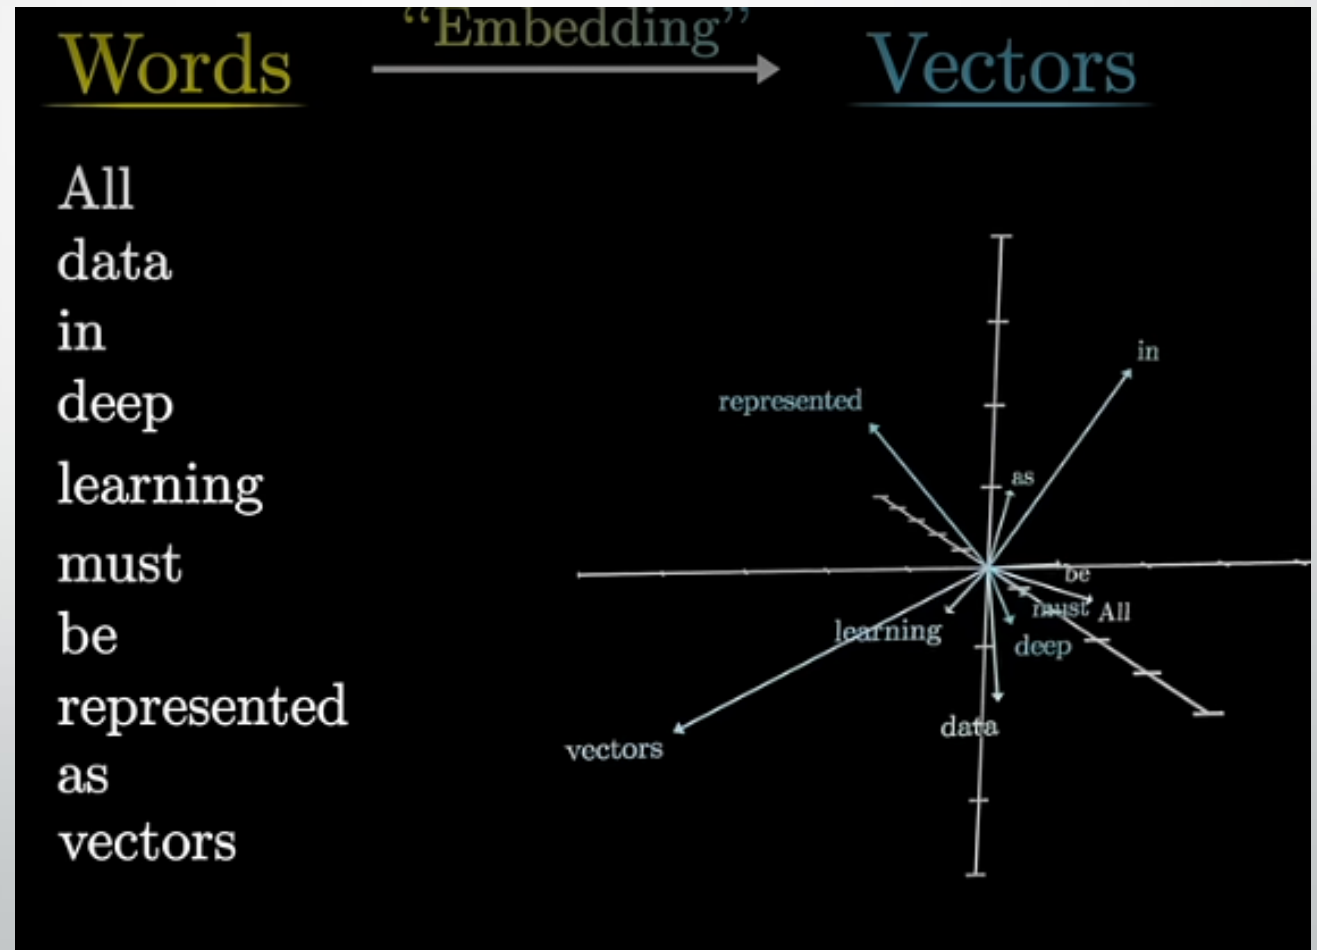 Words
“Embedding”
Vectors
All
data
in
deep
learning
must
be
represented
as
vectors
in
represented
as
be
must
All
learning
deep
data
vectors